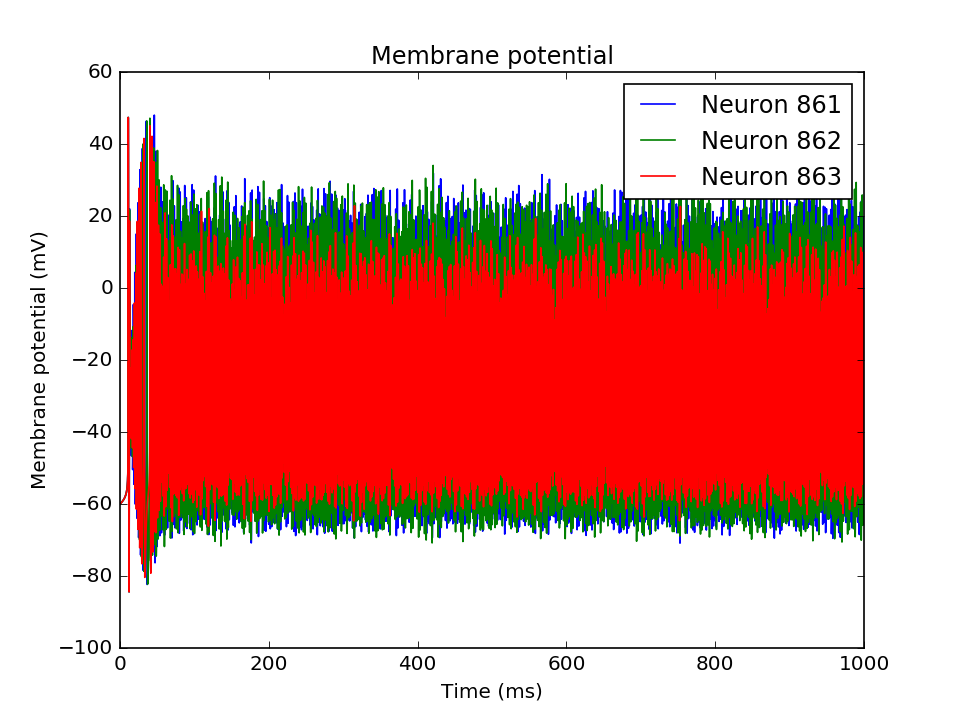 Membrane potential
Neuron 861
Neuron 862
Neuron 863
Membrane potential (mV)
60
40
20
0
−20
−40
−60
−80
−100
0 200 400 600 800 1000
Time (ms)